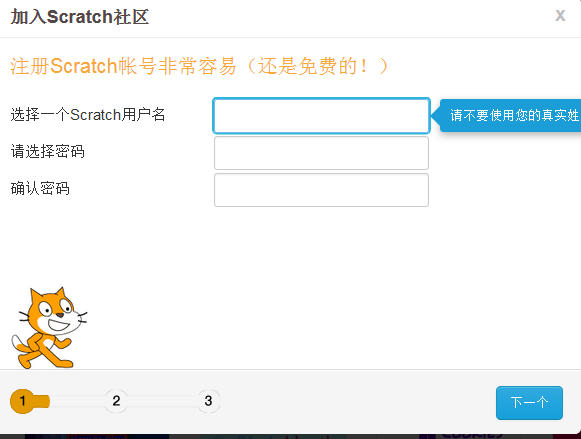 加入Scratch社区
x
注册Scratch帐号非常容易（还是免费的！）
选择一个Scratch用户名
请不要使用您的真实姓
请选择密码
确认密码
1
2
3
下一个